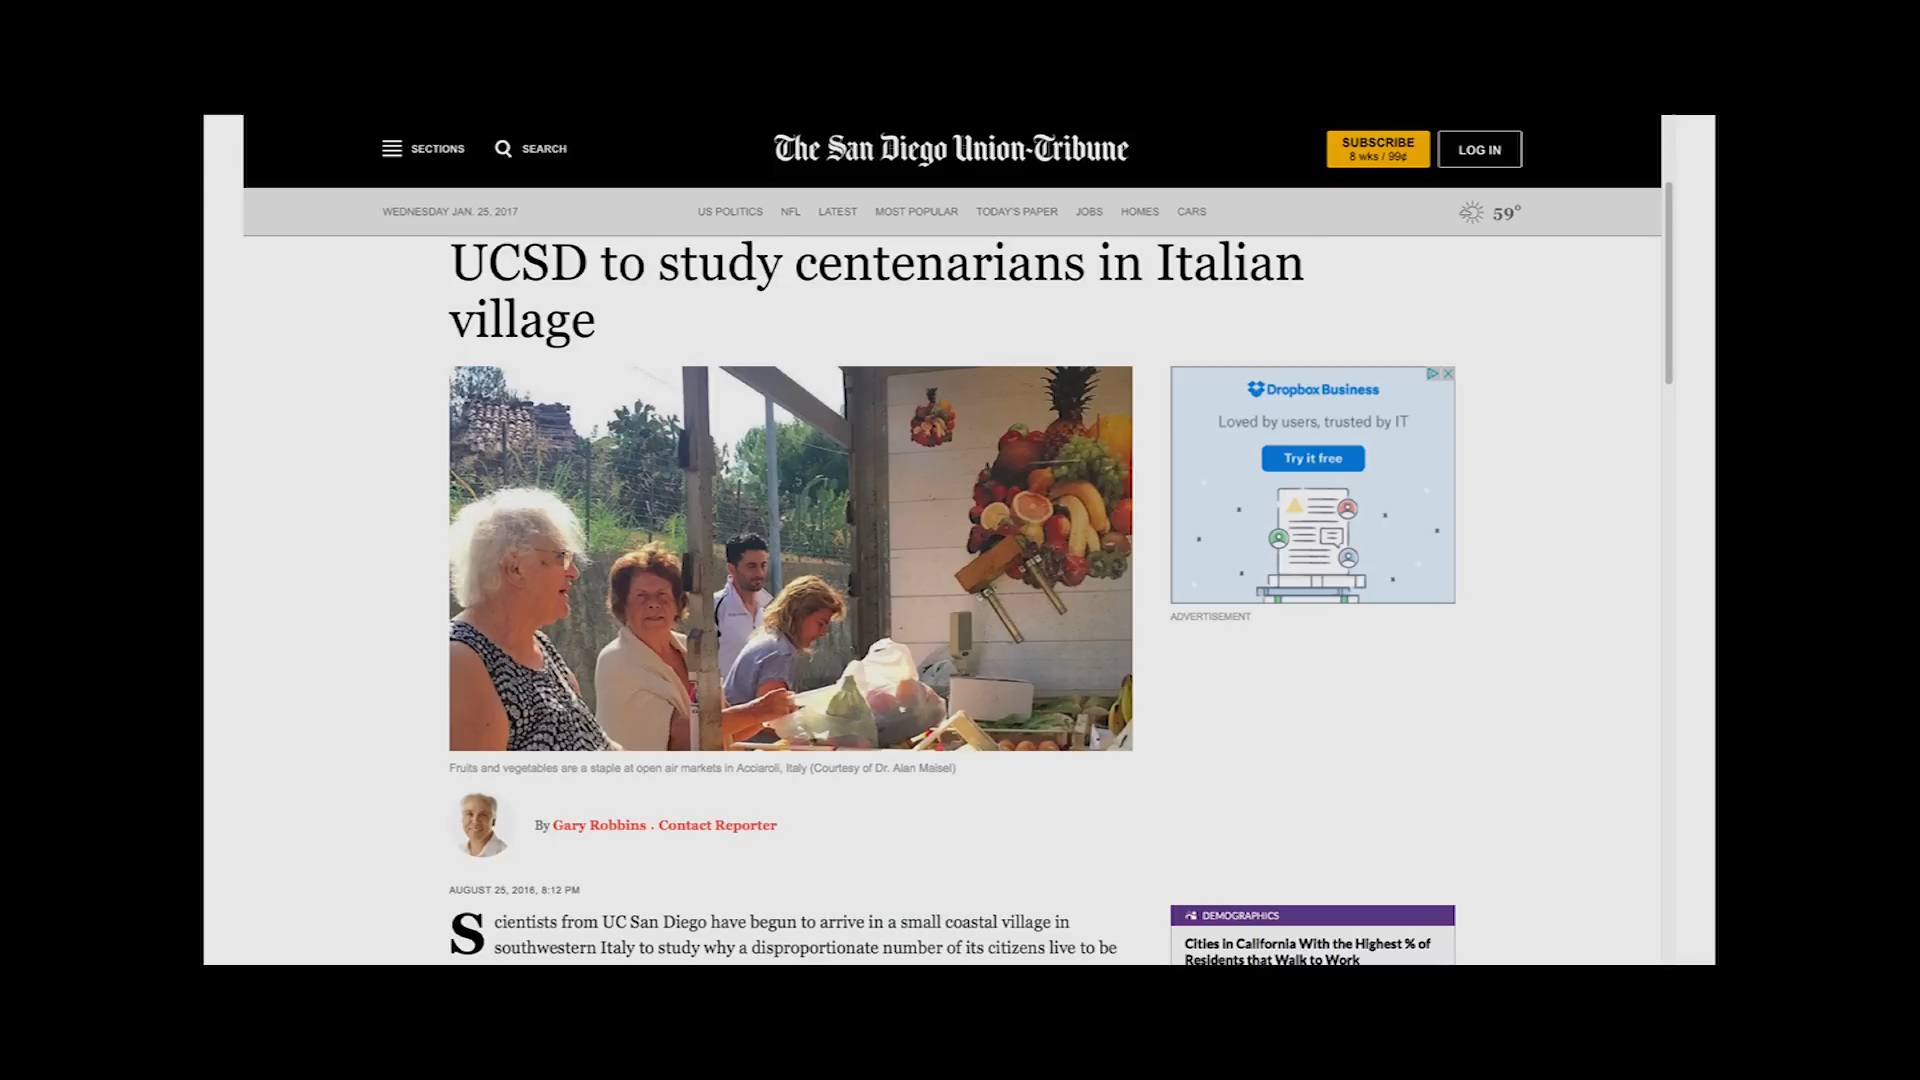 SECTIONS
SEARCH
The San Diego Union-Tribune
SUBSCRIBE
8 wks / 99¢
LOG IN
WEDNESDAY JAN. 25, 2017
US POLITICS NFL LATEST MOST POPULAR TODAY'S PAPER JOBS HOMES CARS
59°
UCSD to study centenarians in Italian
village
Dropbox Business
Loved by users, trusted by IT
Try it free
ADVERTISEMENT
Fruits and vegetables are a staple at open air markets in Acciaroli, Italy (Courtesy of Dr. Alan Maisel)
By Gary Robbins . Contact Reporter
AUGUST 25, 2016, 8:12 PM
Scientists from UC San Diego have begun to arrive in a small coastal village in
southwestern Italy to study why a disproportionate number of its citizens live to be
DEMOGRAPHICS
Cities in California With the Highest % of
Residents that Walk to Work